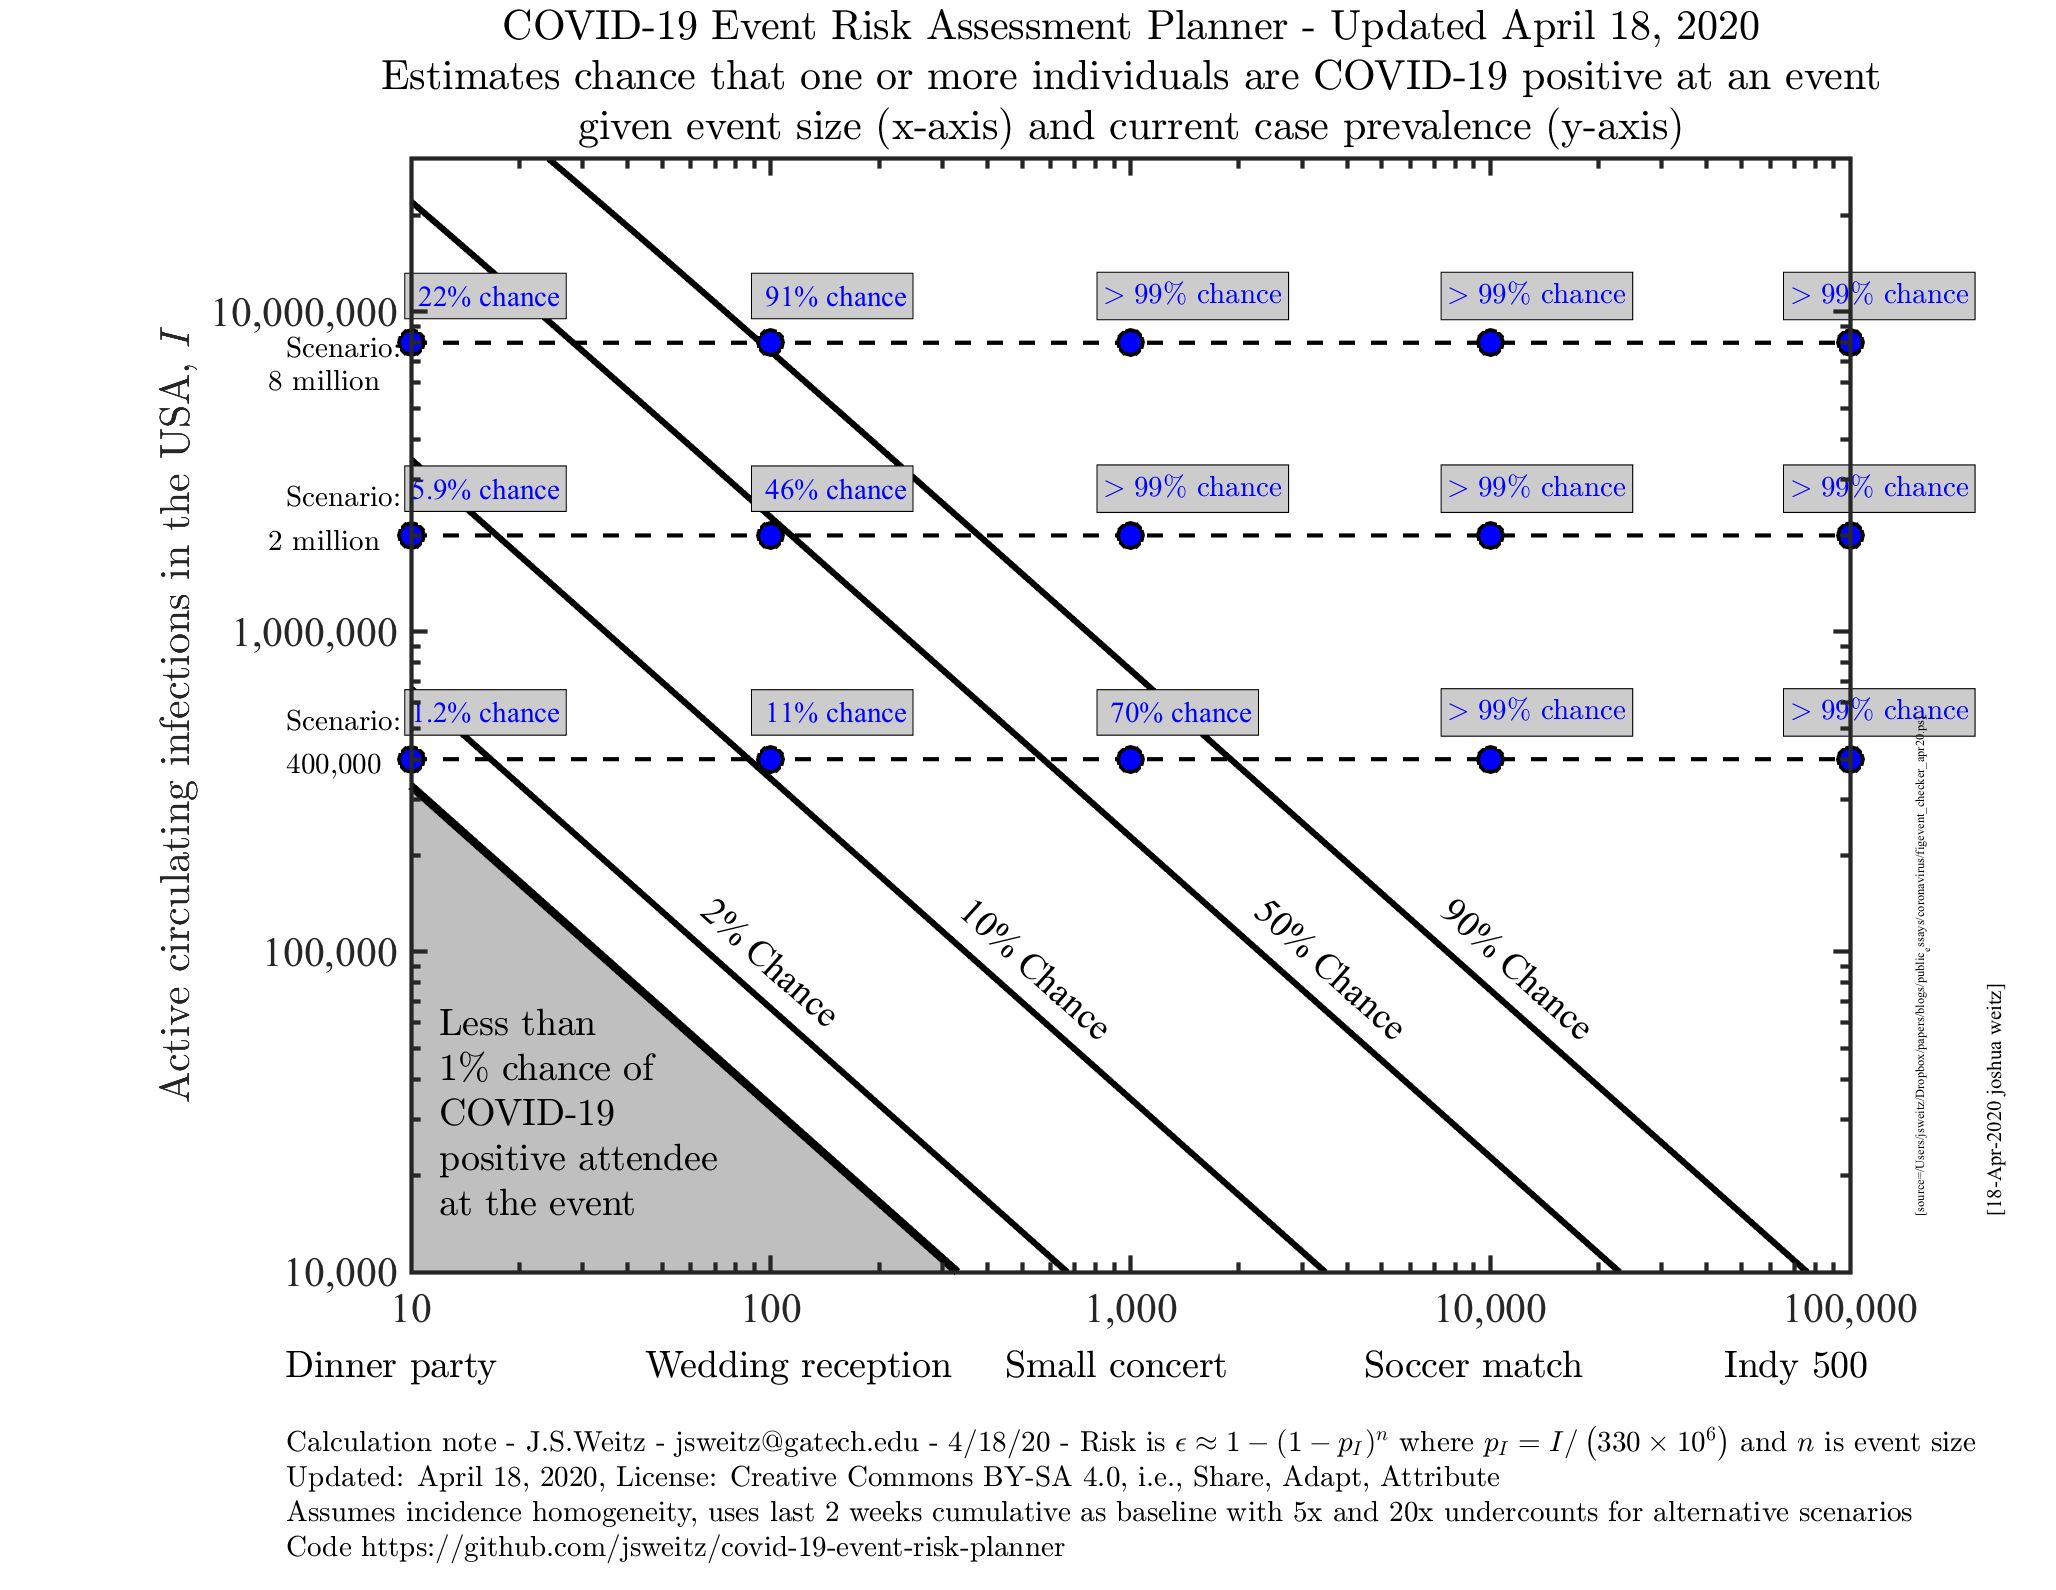 COVID-19 Event Risk Assessment Planner - Updated April 18, 2020
Estimates chance that one or more individuals are COVID-19 positive at an event
given event size (x-axis) and current case prevalence (y-axis)
Active circulating infections in the USA, I
10,000,000
1,000,000
100,000
10,000
Scenario:
8 million
22% chance
91% chance
> 99% chance
> 99% chance
> 99% chance
Scenario:
2 million
5.9% chance
46% chance
> 99% chance
> 99% chance
> 99% chance
Scenario:
400,000
1.2% chance
11% chance
70% chance
> 99% chance
> 99% chance
2% Chance
10% Chance
50% Chance
90% Chance
Less than
1% chance of
COVID-19
positive attendee
at the event
[source=/Users/jsweitz/Dropbox/papers/blogs/public_essays/coronavirus/figevent_checker_apr20.ps]
[18-Apr-2020 joshua weitz]
10
100
1,000
10,000
100,000
Dinner party
Wedding reception
Small concert
Soccer match
Indy 500
Calculation note - J.S.Weitz - jsweitz@gatech.edu - 4/18/20 - Risk is ϵ ≈ 1 − (1 − p_I)^n where p_I = I/ (330 × 10^6) and n is event size
Updated: April 18, 2020, License: Creative Commons BY-SA 4.0, i.e., Share, Adapt, Attribute
Assumes incidence homogeneity, uses last 2 weeks cumulative as baseline with 5x and 20x undercounts for alternative scenarios
Code https://github.com/jsweitz/covid-19-event-risk-planner